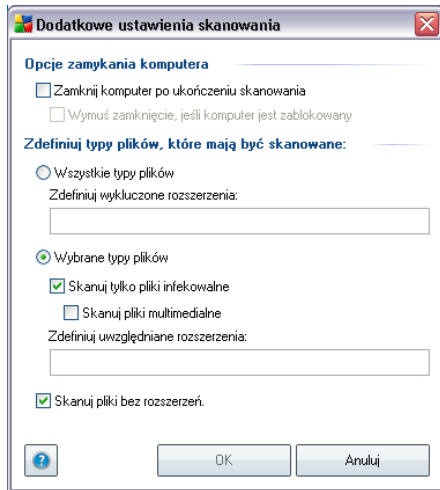 Dodatkowe ustawienia skanowania
Opcje zamykania komputera
Zamknij komputer po ukończeniu skanowania
Wymuś zamknięcie, jeśli komputer jest zablokowany
Zdefiniuj typy plików, które mają być skanowane:
Wszystkie typy plików
Zdefiniuj wykluczone rozszerzenia:
Wybrane typy plików
Skanuj tylko pliki infekowalne
Skanuj pliki multimedialne
Zdefiniuj uwzględniane rozszerzenia:
Skanuj pliki bez rozszerzeń.
? OK Anuluj